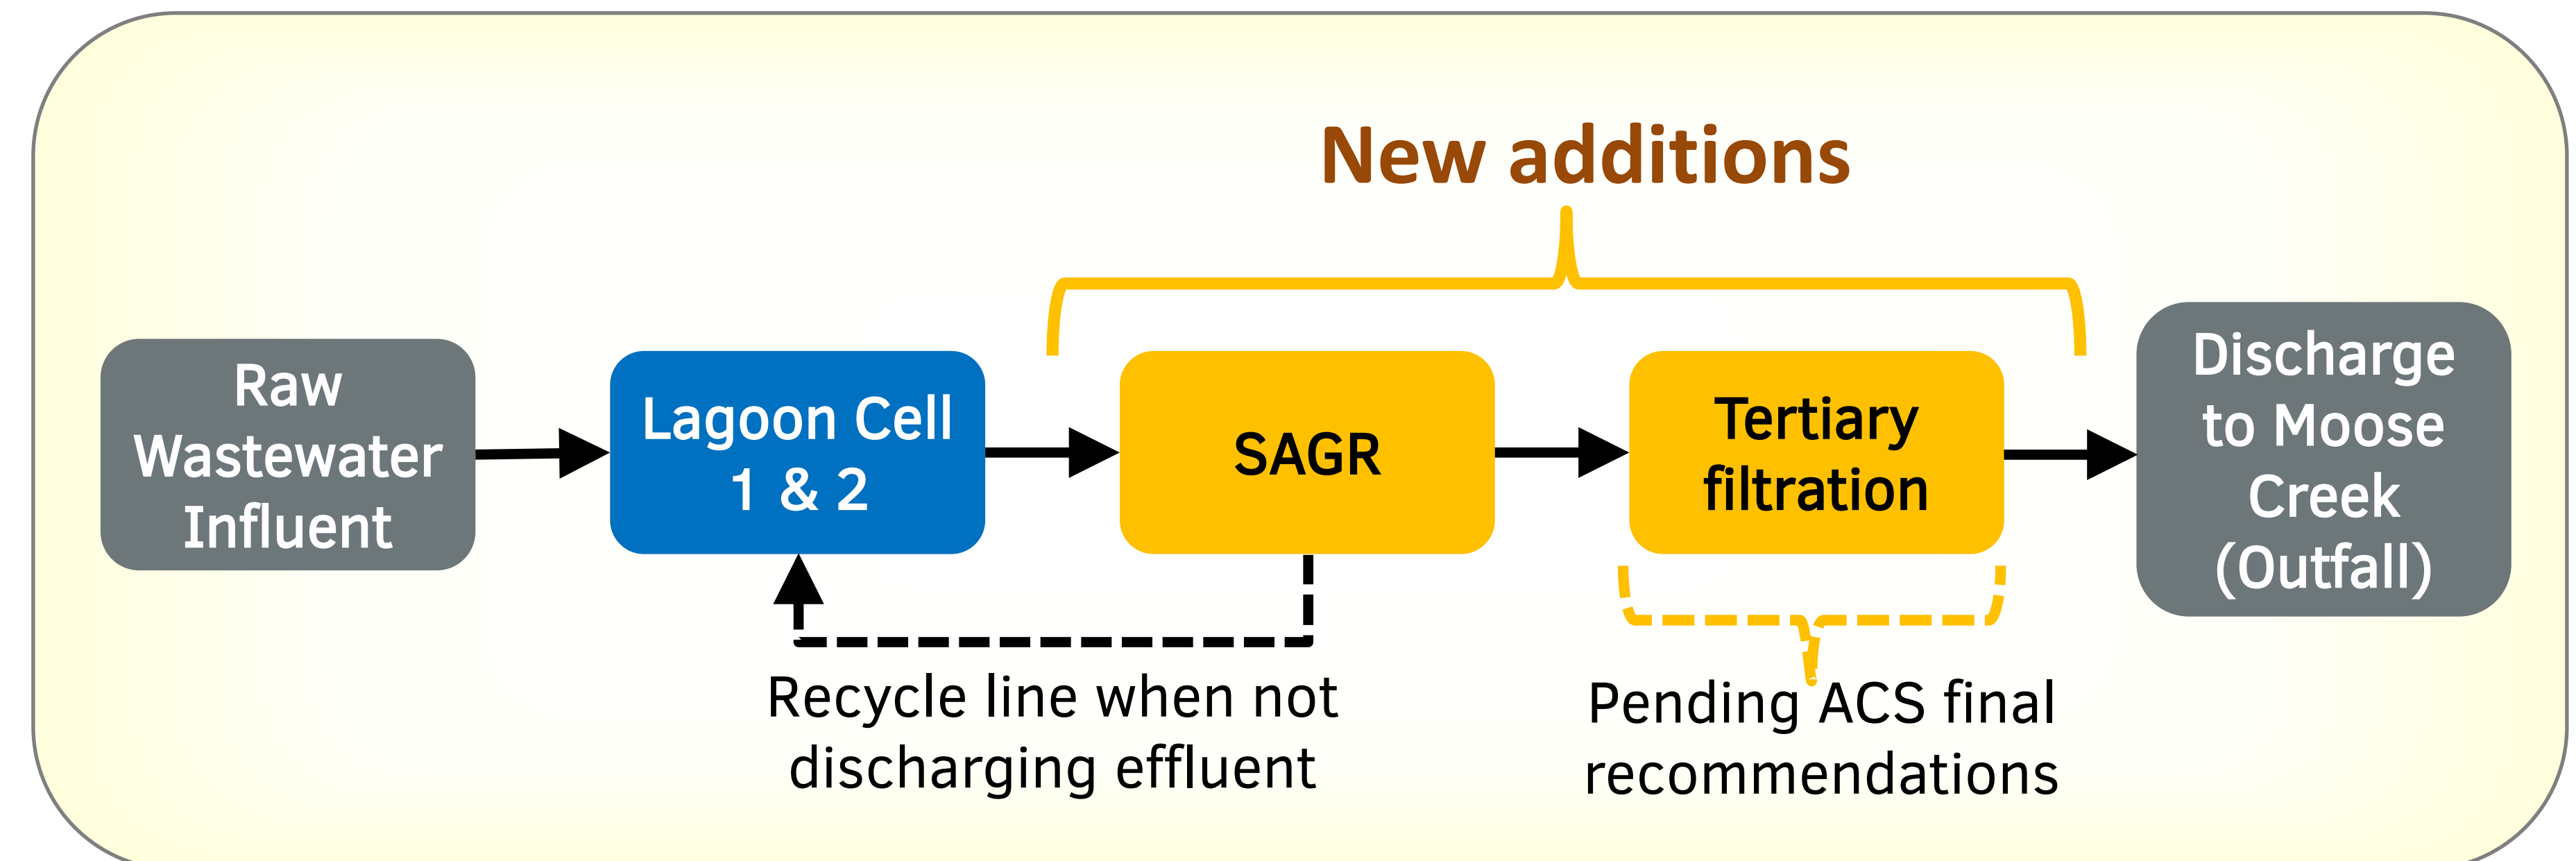 New additions
Raw
Wastewater
Influent
Lagoon Cell
1 & 2
SAGR
Tertiary
filtration
Discharge
to Moose
Creek
(Outfall)
Recycle line when not
discharging effluent
Pending ACS final
recommendations